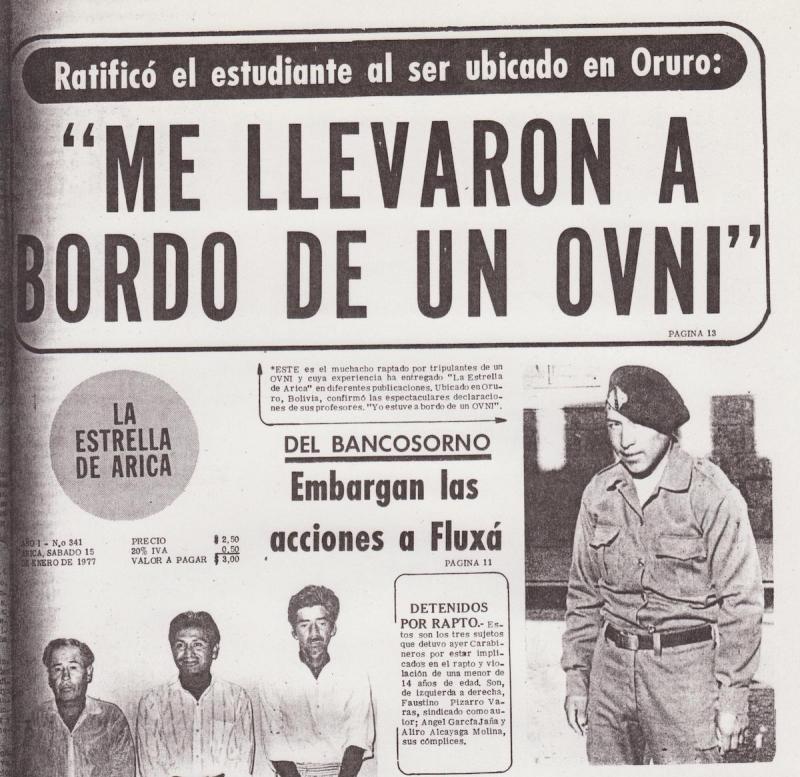 Ratificó el estudiante al ser ubicado en Oruro:
“ME LLEVARON A
BORDO DE UN OVNI”
PAGINA 13
*ESTE es el muchacho raptado por tripulantes de un
OVNI y cuya experiencia ha entregado "La Estrella
de Arica" en diferentes publicaciones. Ubicado en Oru-
ro, Bolivia, confirmó las espectaculares declaracio-
nes de sus profesores. "Yo estuve a bordo de un OVNI".
LA
ESTRELLA
DE ARICA
DEL BANCOSORNO
Embargan las
acciones a Fluxá
PAGINA 11
AÑO I - N.o 341
ARICA, SABADO 15
DE ENERO DE 1977
PRECIO $ 2,50
20% IVA 0,50
VALOR A PAGAR $ 3,00
DETENIDOS
POR RAPTO.- Es-
tos son los tres sujetos
que detuvo ayer Carabi-
neros por estar impli-
cados en el rapto y vio-
lación de una menor de
14 años de edad. Son,
de izquierda a derecha,
Faustino Pizarro Va-
ras, sindicado como au-
tor; Angel García Jaña y
Aliro Alcayaga Molina,
sus cómplices.